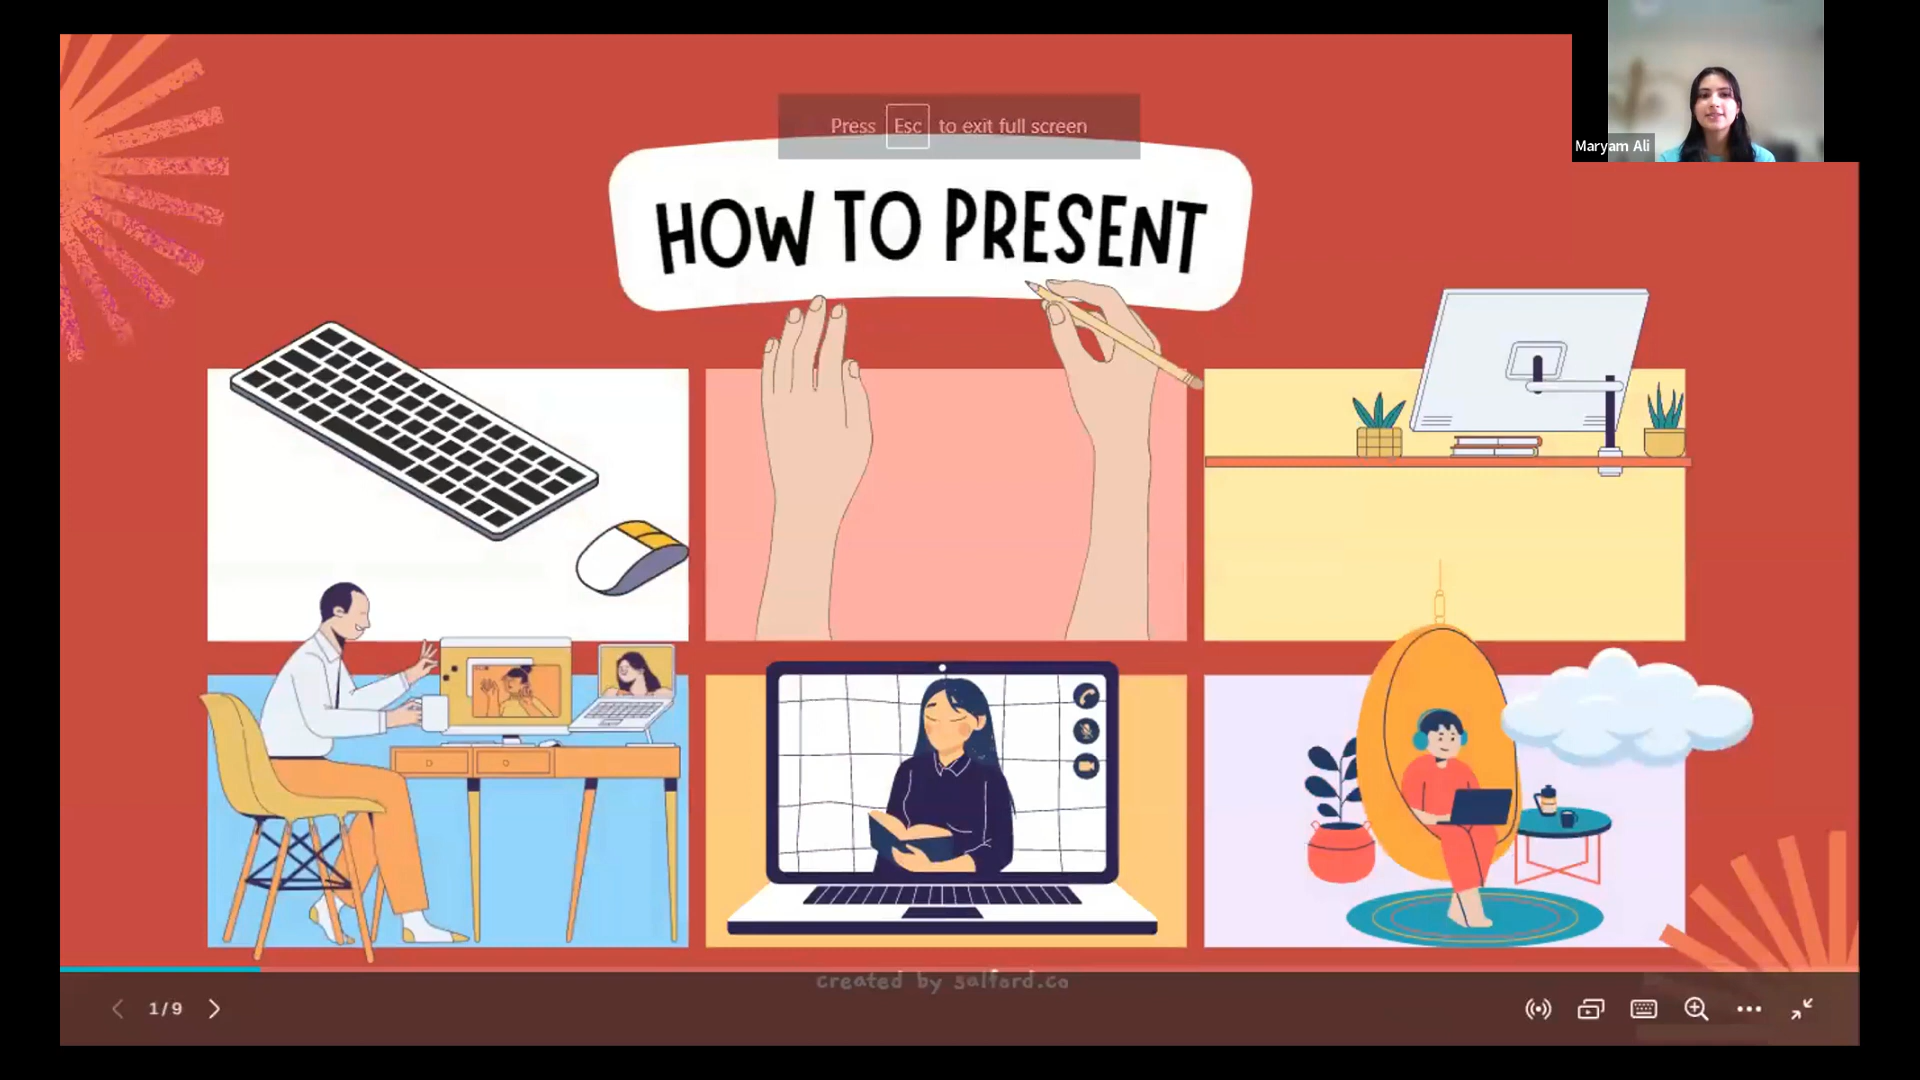 Press Esc to exit full screen
Maryam Ali
HOW TO PRESENT
created by salford.co
1/9